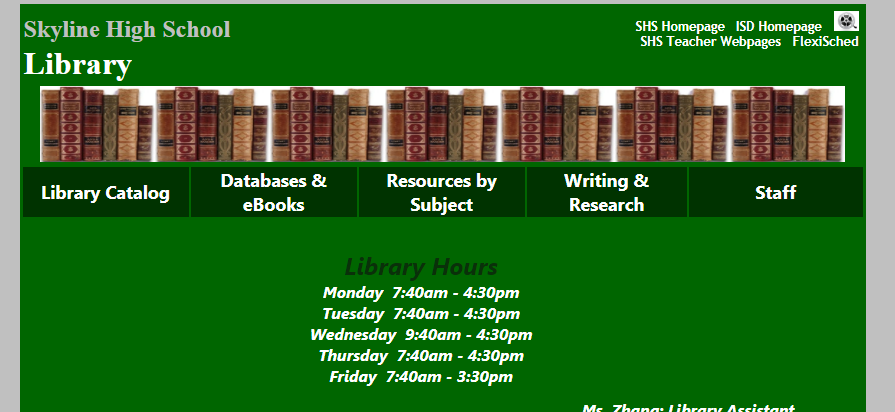 Skyline High School
Library
SHS Homepage ISD Homepage
SHS Teacher Webpages FlexiSched
Library Catalog
Databases &
eBooks
Resources by
Subject
Writing &
Research
Staff
Library Hours
Monday 7:40am - 4:30pm
Tuesday 7:40am - 4:30pm
Wednesday 9:40am - 4:30pm
Thursday 7:40am - 4:30pm
Friday 7:40am - 3:30pm
Ms. Zhang: Library Assistant